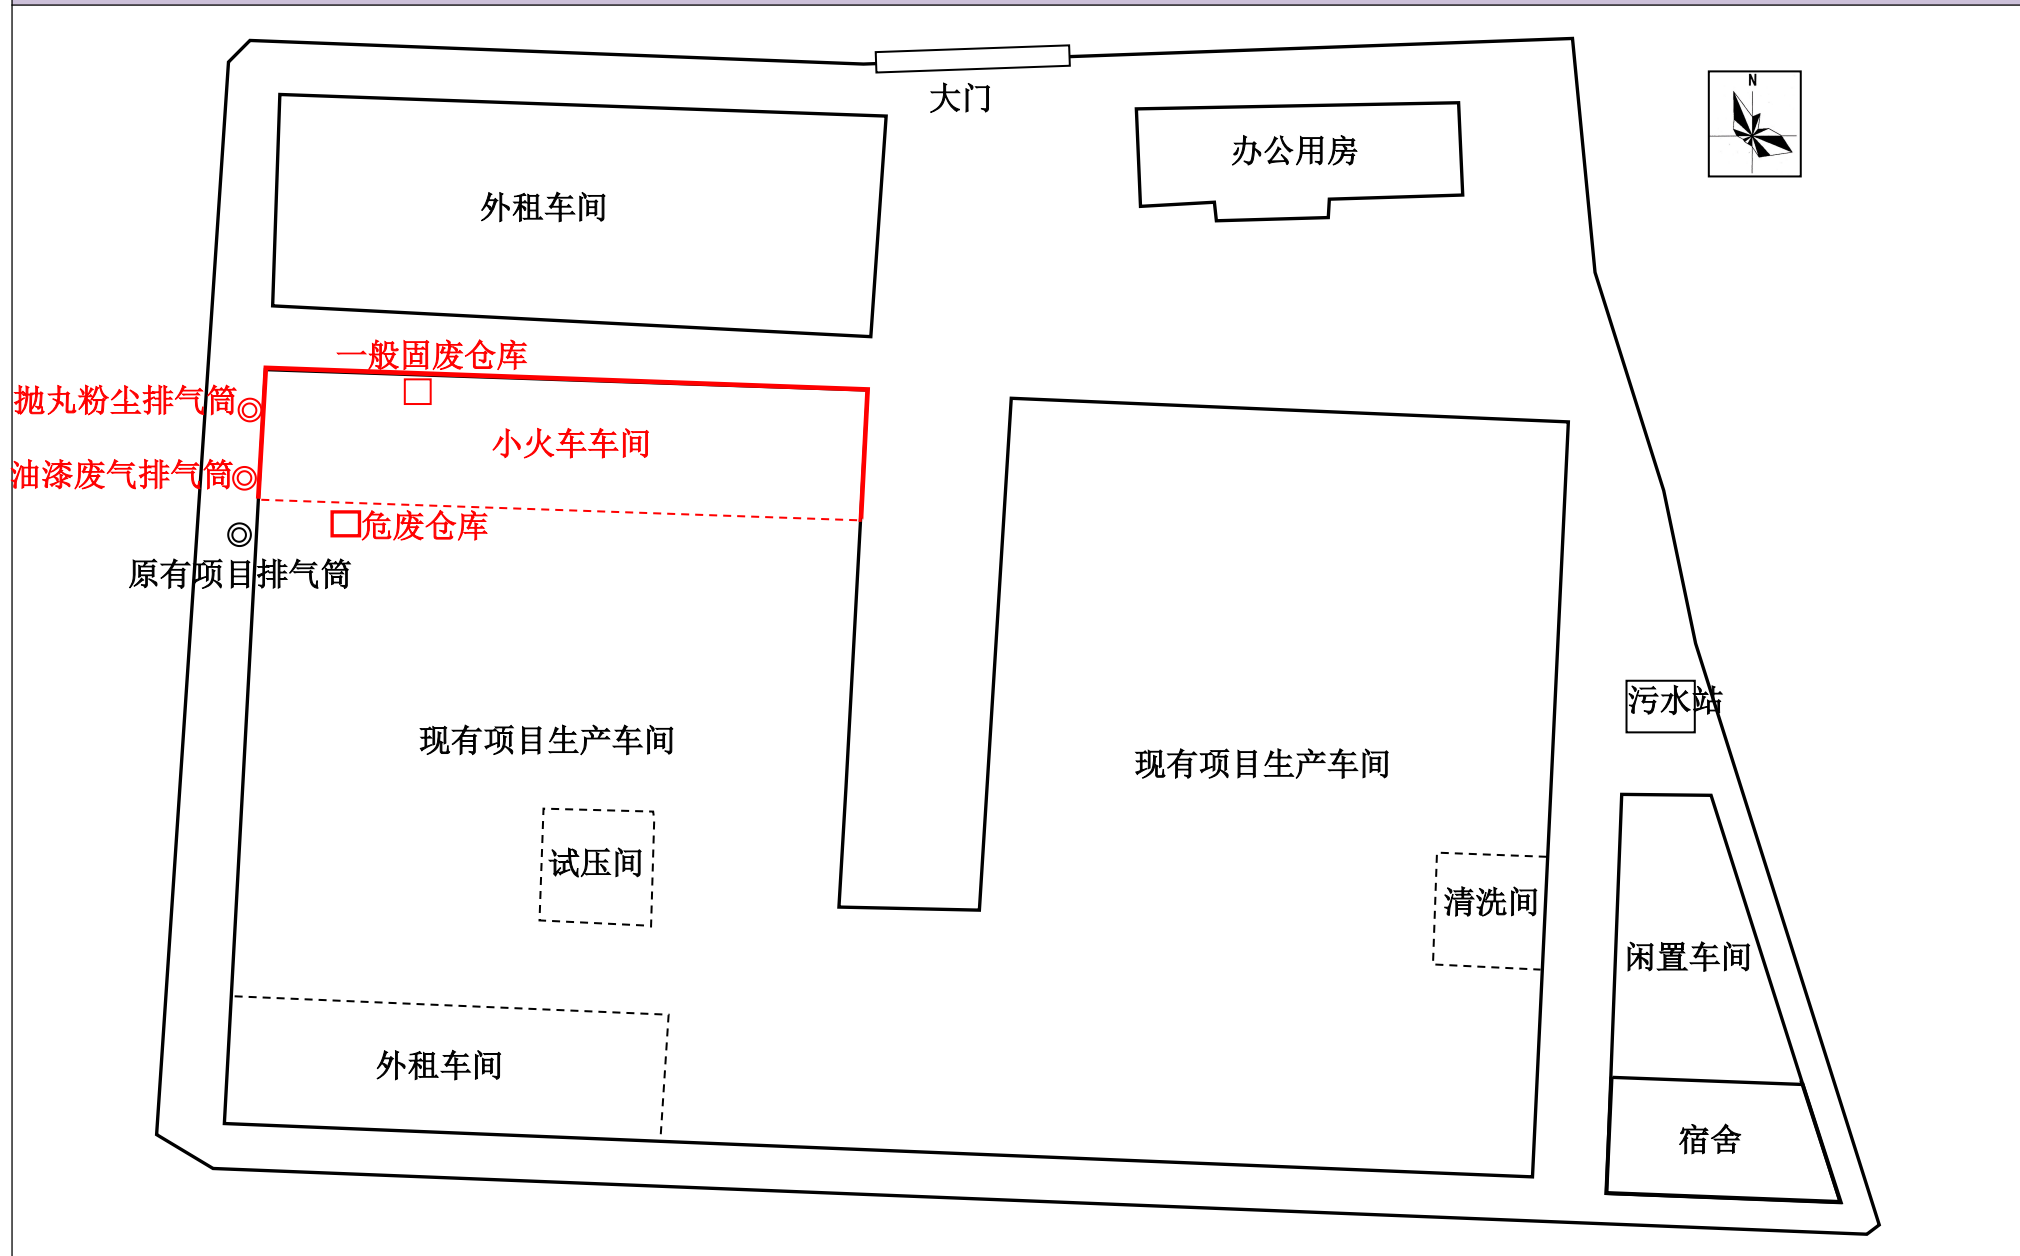 大门
N
办公用房
外租车间
一般固废仓库
抛丸粉尘排气筒
小火车车间
油漆废气排气筒
危废仓库
原有项目排气筒
污水站
现有项目生产车间
现有项目生产车间
试压间
清洗间
闲置车间
外租车间
宿舍